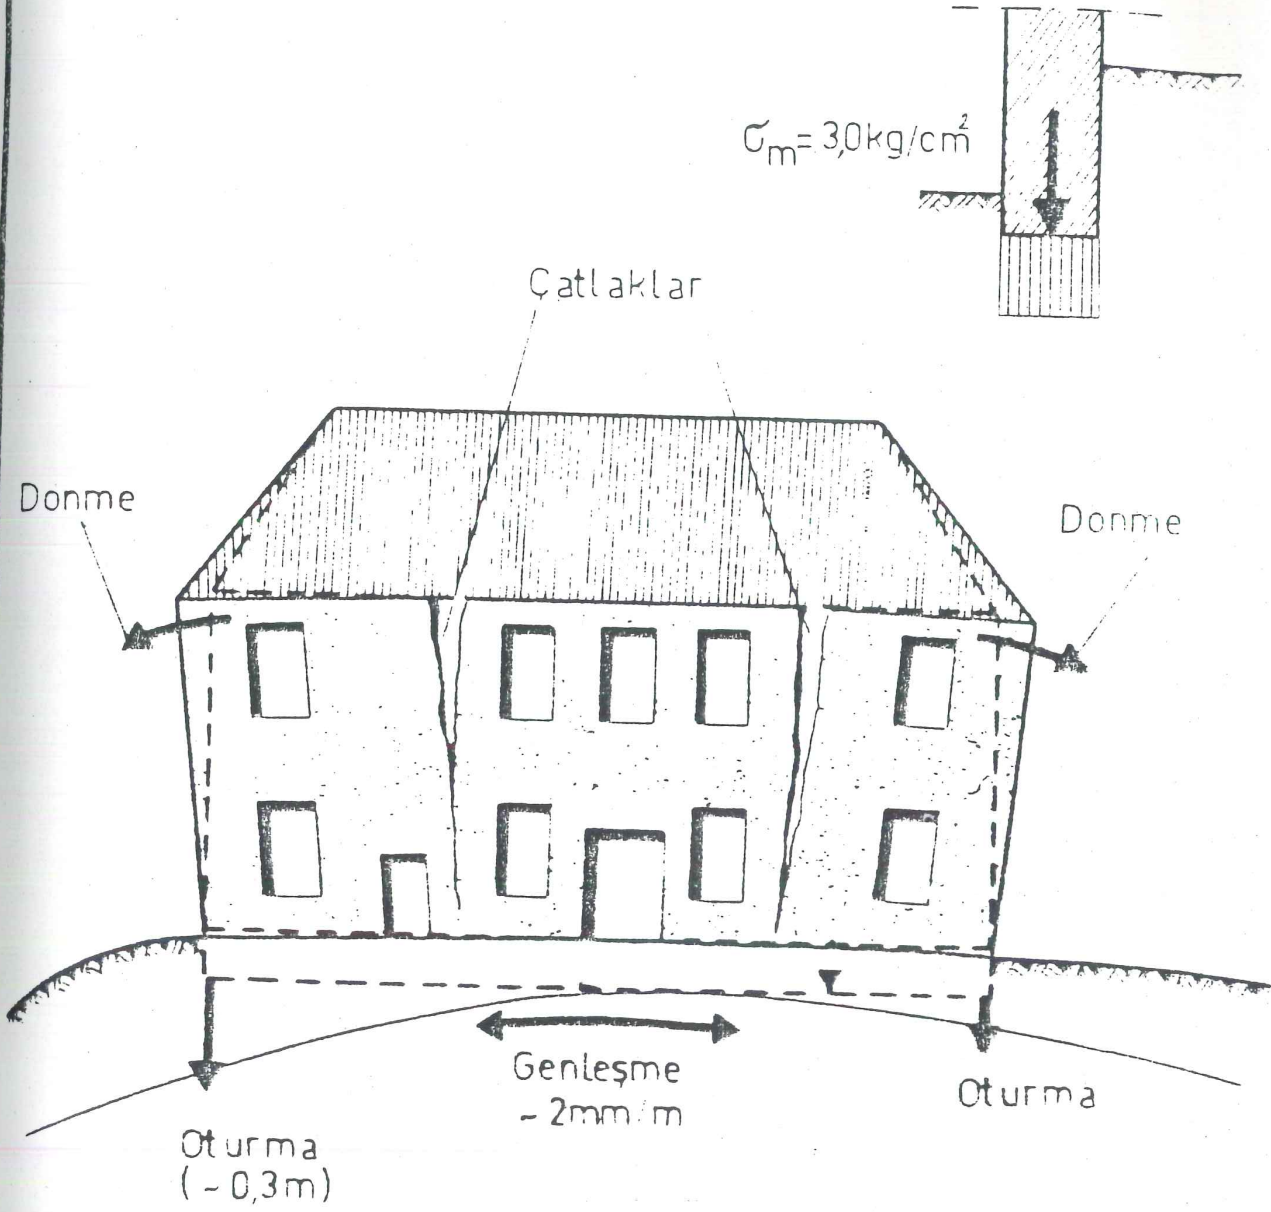 σm= 3,0kg/cm²
Çatlaklar
Donme
Donme
Genleşme
~ 2mm/m
Oturma
Oturma
(~ 0,3m)